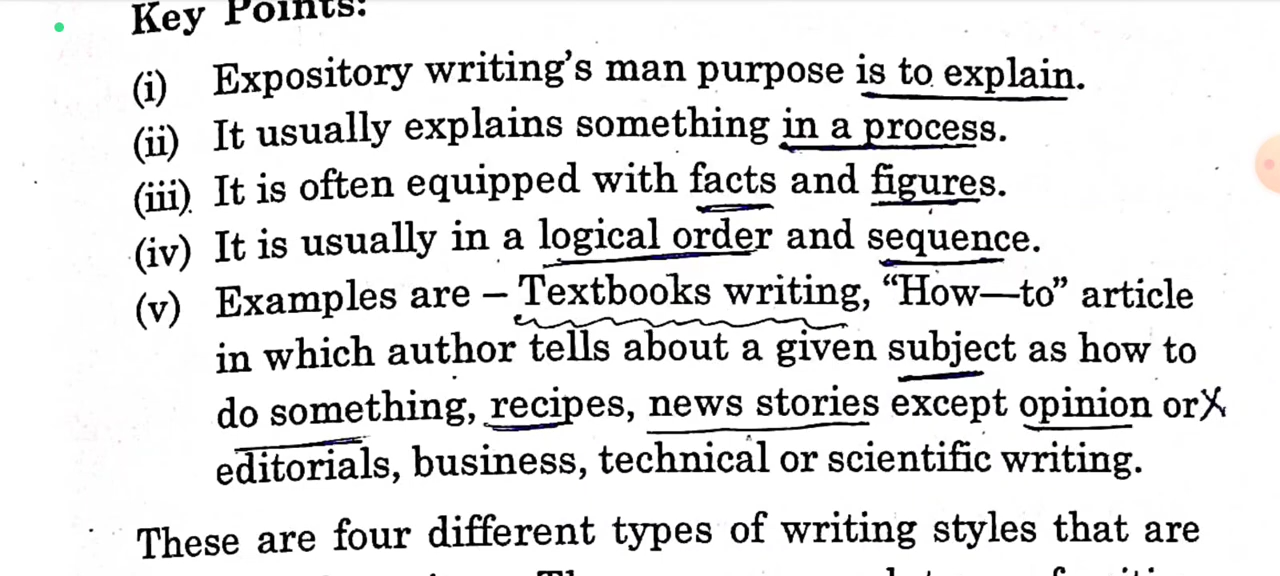 Key Points:
(i) Expository writing's man purpose is to explain.
(ii) It usually explains something in a process.
(iii) It is often equipped with facts and figures.
(iv) It is usually in a logical order and sequence.
(v) Examples are – Textbooks writing, “How—to” article
in which author tells about a given subject as how to
do something, recipes, news stories except opinion or
editorials, business, technical or scientific writing.
These are four different types of writing styles that are